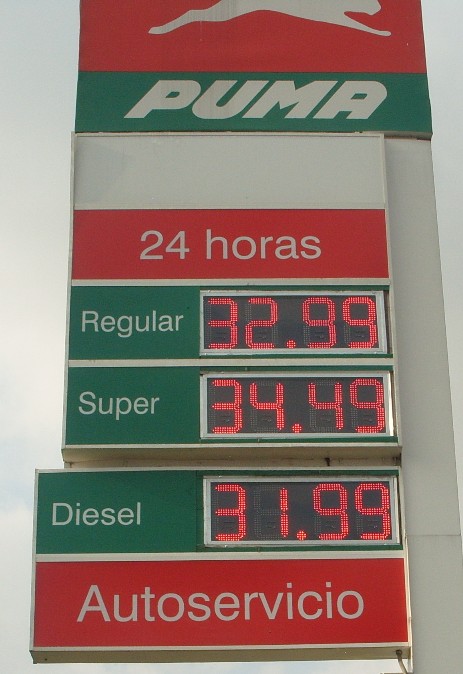 PUMA
24 horas
Regular 32.99
Super 34.49
Diesel 31.99
Autoservicio